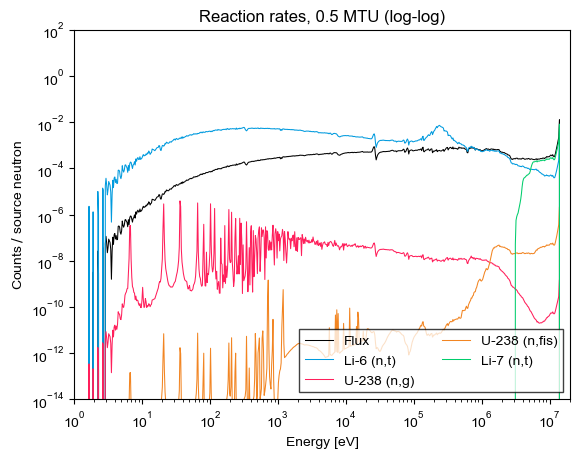 Reaction rates, 0.5 MTU (log-log)
Counts / source neutron
10^2
10^0
10^-2
10^-4
10^-6
10^-8
10^-10
10^-12
10^-14
Flux
Li-6 (n,t)
U-238 (n,g)
U-238 (n,fis)
Li-7 (n,t)
10^0 10^1 10^2 10^3 10^4 10^5 10^6 10^7
Energy [eV]